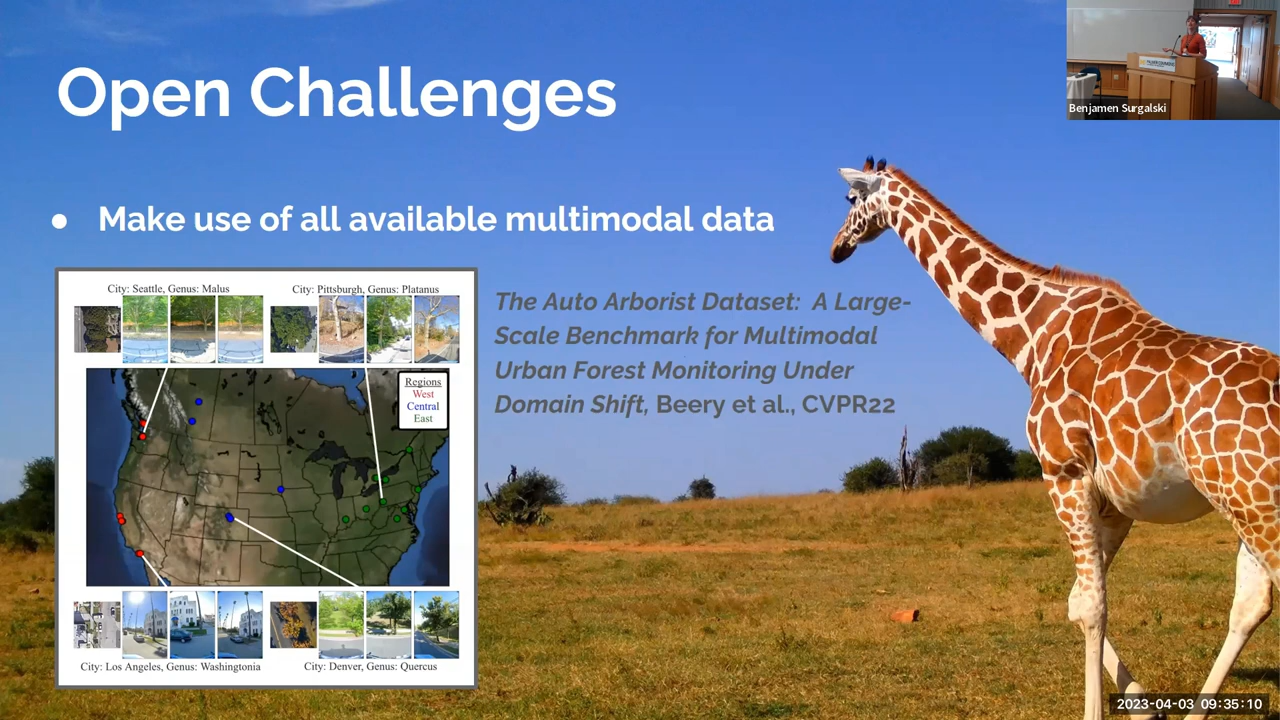 Open Challenges
Benjamen Surgalski
● Make use of all available multimodal data
City: Seattle, Genus: Malus
City: Pittsburgh, Genus: Platanus
Regions
West
Central
East
City: Los Angeles, Genus: Washingtonia
City: Denver, Genus: Quercus
The Auto Arborist Dataset: A Large-
Scale Benchmark for Multimodal
Urban Forest Monitoring Under
Domain Shift, Beery et al., CVPR22
2023-04-03 09:35:10